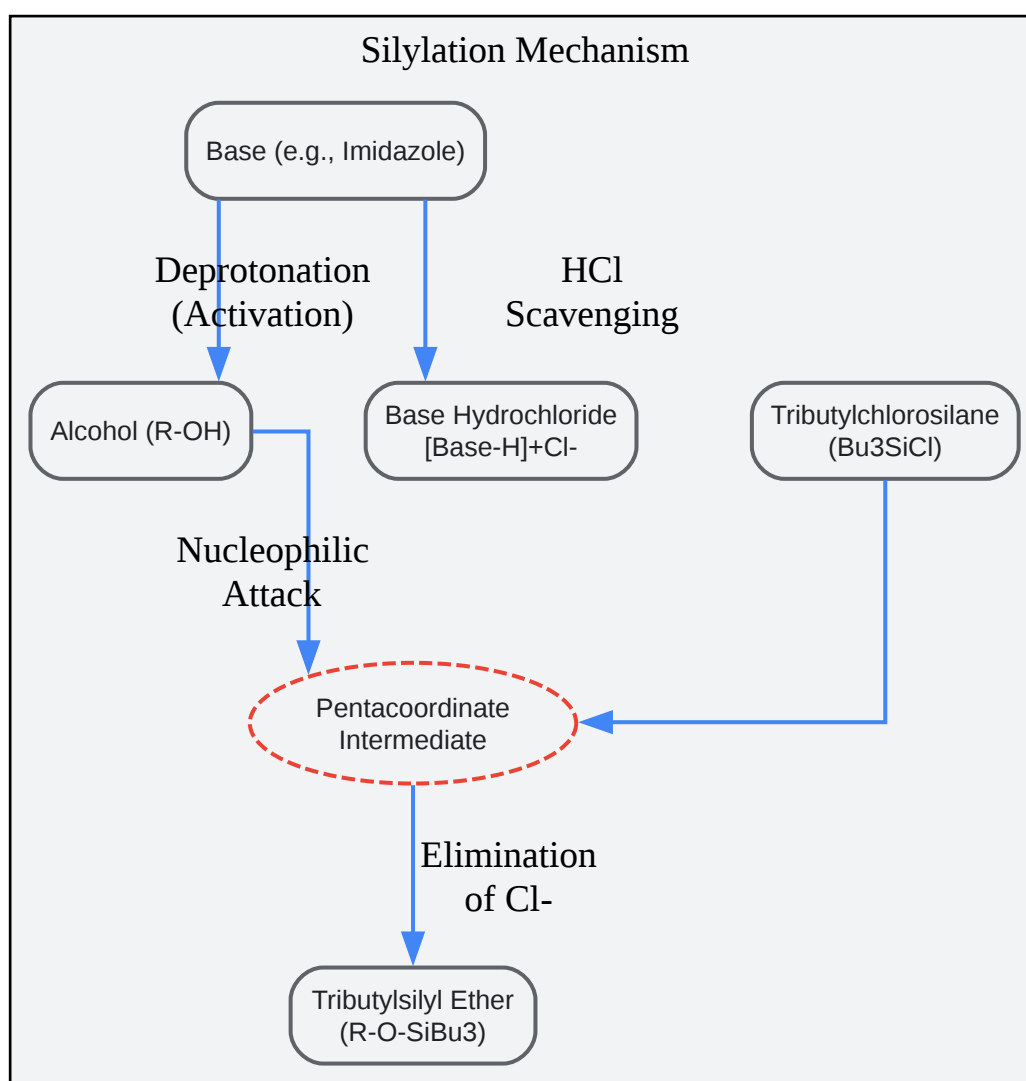 Silylation Mechanism
Base (e.g., Imidazole)
Deprotonation
(Activation)
HCl
Scavenging
Alcohol (R-OH)
Base Hydrochloride
[Base-H]+Cl-
Tributylchlorosilane
(Bu3SiCl)
Nucleophilic
Attack
Pentacoordinate
Intermediate
Elimination
of Cl-
Tributylsilyl Ether
(R-O-SiBu3)